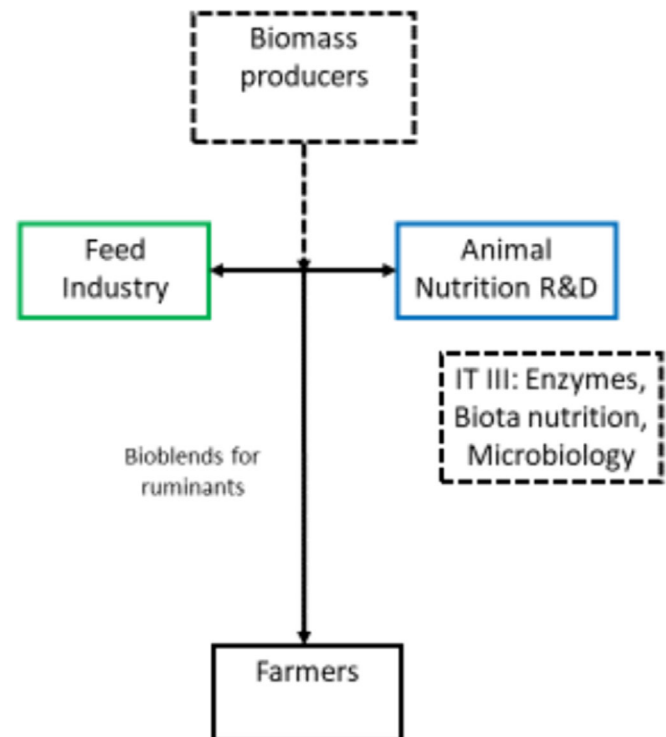 Biomass
producers
Feed
Industry
Animal
Nutrition R&D
IT III: Enzymes,
Biota nutrition,
Microbiology
Bioblends for
ruminants
Farmers